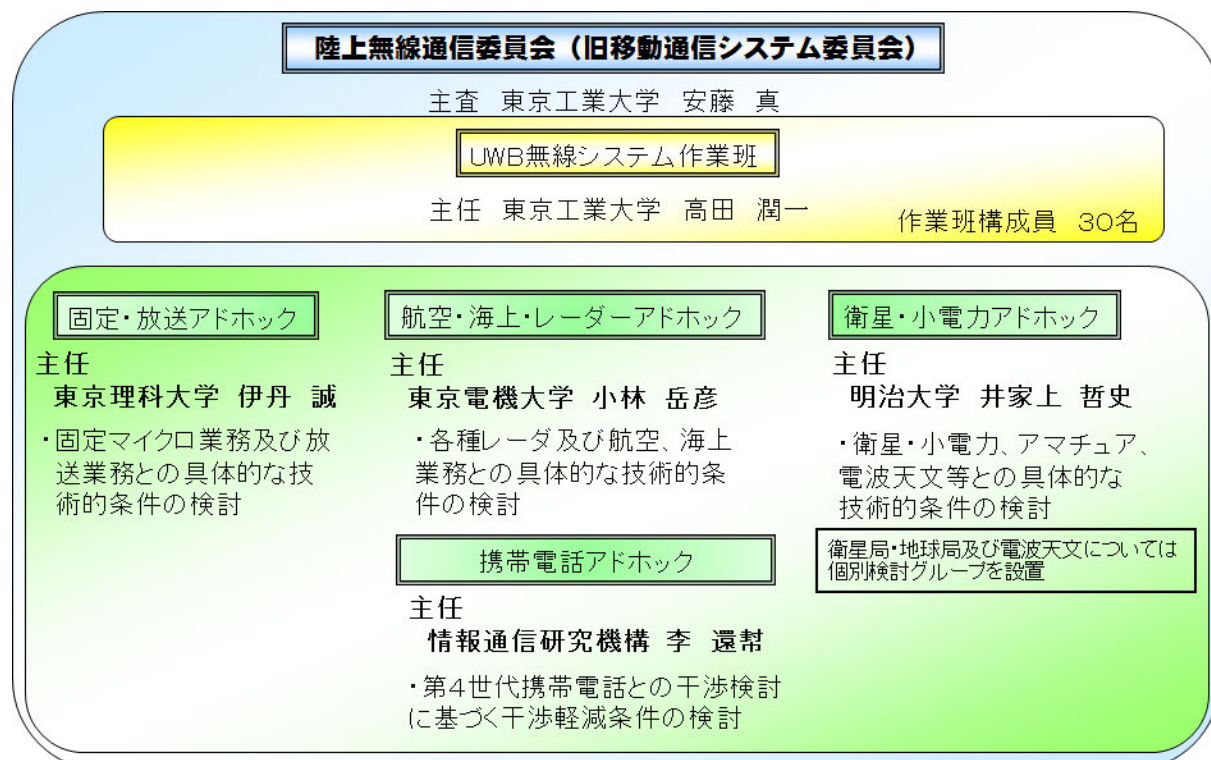 陸上無線通信委員会（旧移動通信システム委員会）
主査 東京工業大学 安藤 真
UWB無線システム作業班
主任 東京工業大学 高田 潤一
作業班構成員 30名
固定・放送アドホック
主任
東京理科大学 伊丹 誠
・固定マイクロ業務及び放
送業務との具体的な技
術的条件の検討
航空・海上・レーダーアドホック
主任
東京電機大学 小林 岳彦
・各種レーダ及び航空、海上
業務との具体的な技術的条
件の検討
携帯電話アドホック
主任
情報通信研究機構 李 還幇
・第4世代携帯電話との干渉検討
に基づく干渉軽減条件の検討
衛星・小電力アドホック
主任
明治大学 井家上 哲史
・衛星・小電力、アマチュア、
電波天文等との具体的な
技術的条件の検討
衛星局・地球局及び電波天文については
個別検討グループを設置